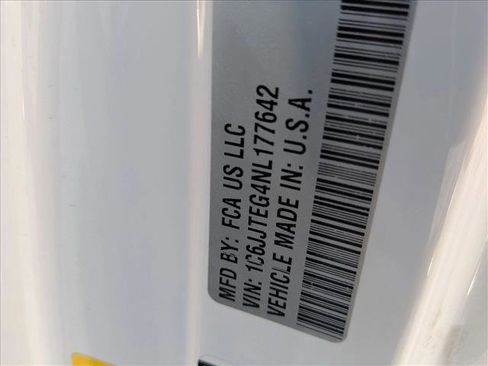 MFD BY: FCA US LLC
VIN: 1C6JJTEG4NL177642
VEHICLE MADE IN: U.S.A.